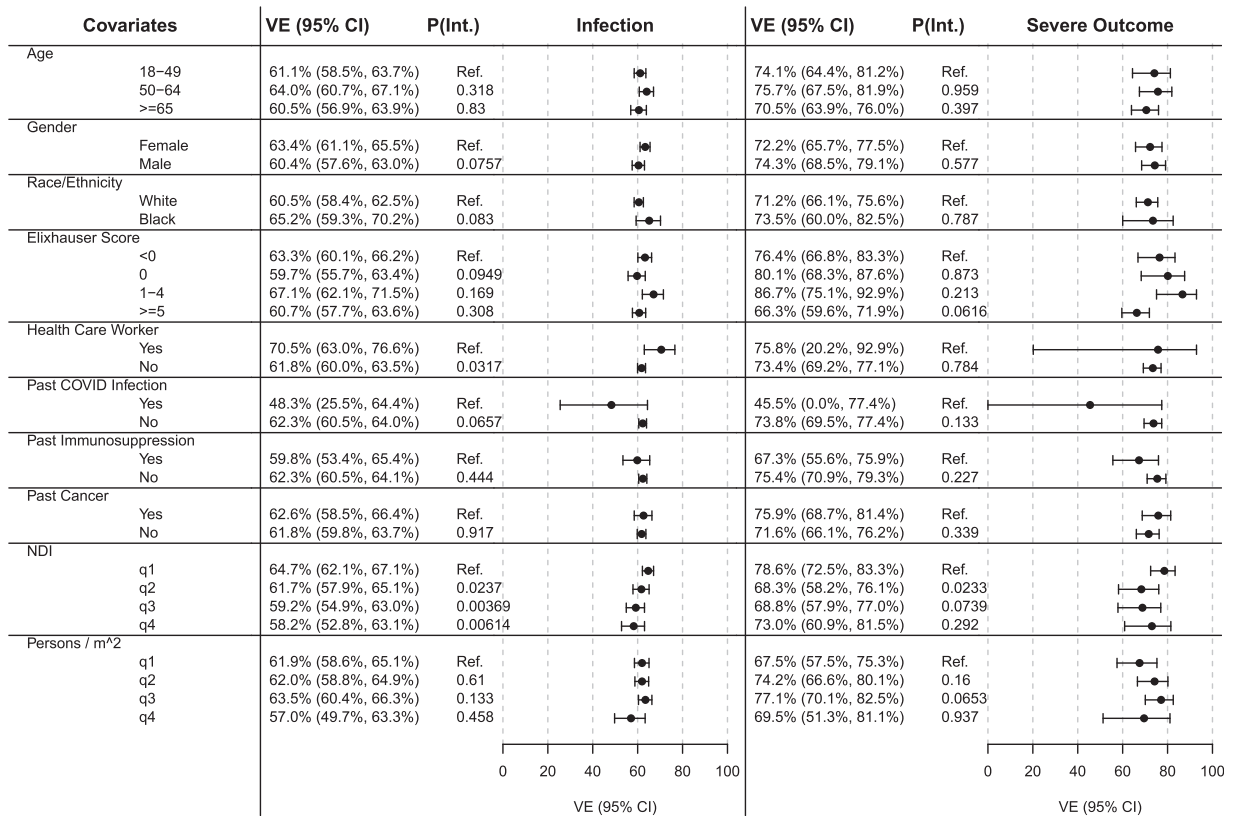 Covariates VE (95% CI) P(Int.) Infection VE (95% CI) P(Int.) Severe Outcome
Age
18−49 61.1% (58.5%, 63.7%) Ref. 74.1% (64.4%, 81.2%) Ref.
50−64 64.0% (60.7%, 67.1%) 0.318 75.7% (67.5%, 81.9%) 0.959
>=65 60.5% (56.9%, 63.9%) 0.83 70.5% (63.9%, 76.0%) 0.397
Gender
Female 63.4% (61.1%, 65.5%) Ref. 72.2% (65.7%, 77.5%) Ref.
Male 60.4% (57.6%, 63.0%) 0.0757 74.3% (68.5%, 79.1%) 0.577
Race/Ethnicity
White 60.5% (58.4%, 62.5%) Ref. 71.2% (66.1%, 75.6%) Ref.
Black 65.2% (59.3%, 70.2%) 0.083 73.5% (60.0%, 82.5%) 0.787
Elixhauser Score
<0 63.3% (60.1%, 66.2%) Ref. 76.4% (66.8%, 83.3%) Ref.
0 59.7% (55.7%, 63.4%) 0.0949 80.1% (68.3%, 87.6%) 0.873
1−4 67.1% (62.1%, 71.5%) 0.169 86.7% (75.1%, 92.9%) 0.213
>=5 60.7% (57.7%, 63.6%) 0.308 66.3% (59.6%, 71.9%) 0.0616
Health Care Worker
Yes 70.5% (63.0%, 76.6%) Ref. 75.8% (20.2%, 92.9%) Ref.
No 61.8% (60.0%, 63.5%) 0.0317 73.4% (69.2%, 77.1%) 0.784
Past COVID Infection
Yes 48.3% (25.5%, 64.4%) Ref. 45.5% (0.0%, 77.4%) Ref.
No 62.3% (60.5%, 64.0%) 0.0657 73.8% (69.5%, 77.4%) 0.133
Past Immunosuppression
Yes 59.8% (53.4%, 65.4%) Ref. 67.3% (55.6%, 75.9%) Ref.
No 62.3% (60.5%, 64.1%) 0.444 75.4% (70.9%, 79.3%) 0.227
Past Cancer
Yes 62.6% (58.5%, 66.4%) Ref. 75.9% (68.7%, 81.4%) Ref.
No 61.8% (59.8%, 63.7%) 0.917 71.6% (66.1%, 76.2%) 0.339
NDI
q1 64.7% (62.1%, 67.1%) Ref. 78.6% (72.5%, 83.3%) Ref.
q2 61.7% (57.9%, 65.1%) 0.0237 68.3% (58.2%, 76.1%) 0.0233
q3 59.2% (54.9%, 63.0%) 0.00369 68.8% (57.9%, 77.0%) 0.0739
q4 58.2% (52.8%, 63.1%) 0.00614 73.0% (60.9%, 81.5%) 0.292
Persons / m^2
q1 61.9% (58.6%, 65.1%) Ref. 67.5% (57.5%, 75.3%) Ref.
q2 62.0% (58.8%, 64.9%) 0.61 74.2% (66.6%, 80.1%) 0.16
q3 63.5% (60.4%, 66.3%) 0.133 77.1% (70.1%, 82.5%) 0.0653
q4 57.0% (49.7%, 63.3%) 0.458 69.5% (51.3%, 81.1%) 0.937
0 20 40 60 80 100 0 20 40 60 80 100
VE (95% CI) VE (95% CI)